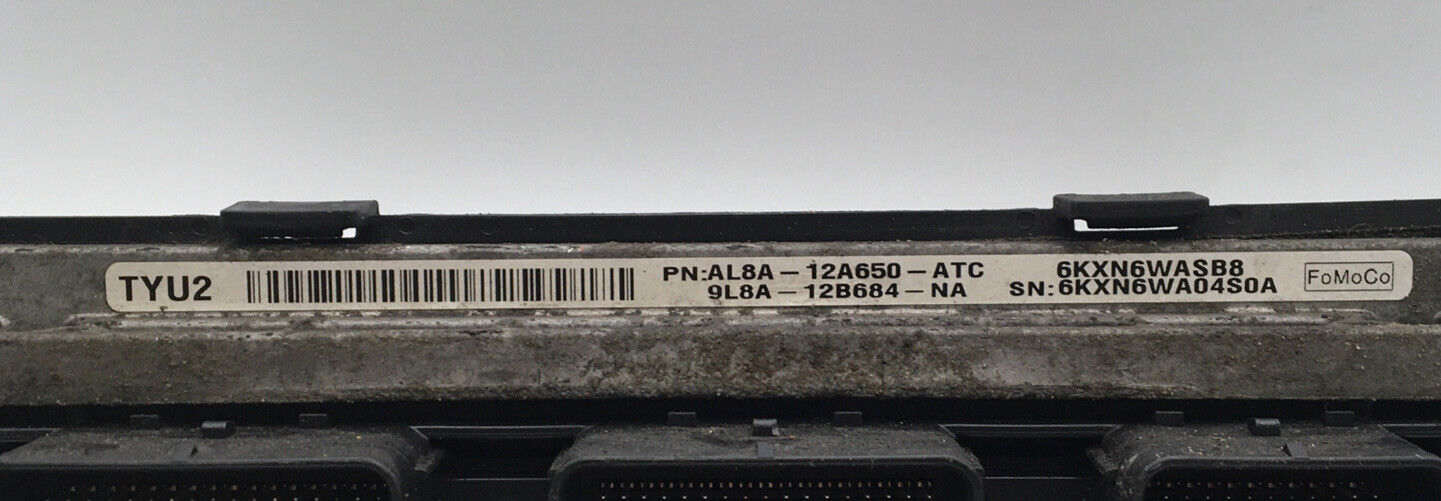 TYU2
PN:AL8A-12A650-ATC
9L8A-12B684-NA
6KXN6WASB8
SN:6KXN6WA04S0A
FoMoCo